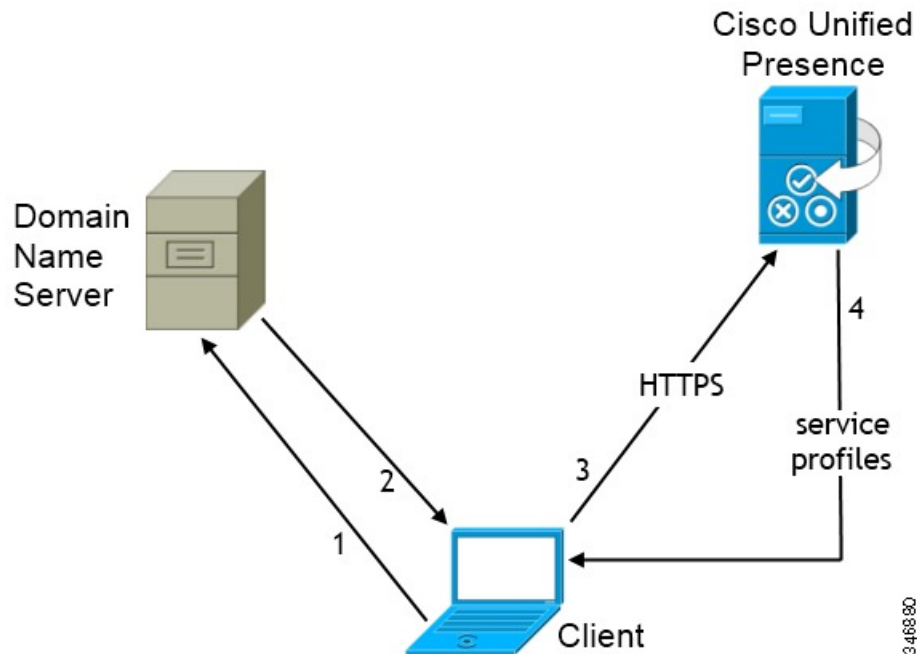 Cisco Unified
Presence
Domain
Name
Server
4
HTTPS
service
profiles
2
3
1
Client
346880